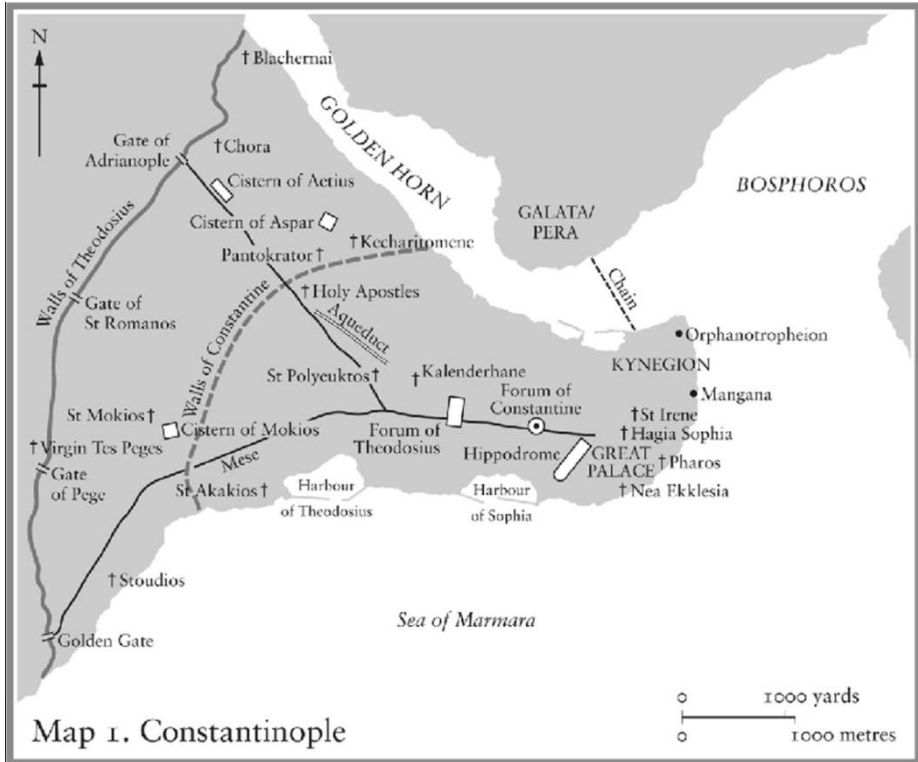 N
†Blachernai
GOLDEN HORN
Gate of
Adrianople
†Chora
Cistern of Aetius
BOSPHOROS
Cistern of Aspar
GALATA/
PERA
†Kecharitomene
Pantokrator†
Walls of Theodosius
Chain
Walls of Constantine
†Holy Apostles
Gate of
St Romanos
Aqueduct
Orphanotropheion
KYNEGION
St Polyeuktos†
†Kalenderhane
Mangana
Forum of
Constantine
St Mokios†
Cistern of Mokios
†St Irene
†Hagia Sophia
Forum of
Theodosius
†Virgin Tes Peges
Hippodrome
GREAT
PALACE
†Pharos
Mese
Gate
of Pege
St Akakios†
Harbour
of Theodosius
Harbour
of Sophia
†Nea Ekklesia
†Stoudios
Golden Gate
Sea of Marmara
0 1000 yards
0 1000 metres
Map 1. Constantinople